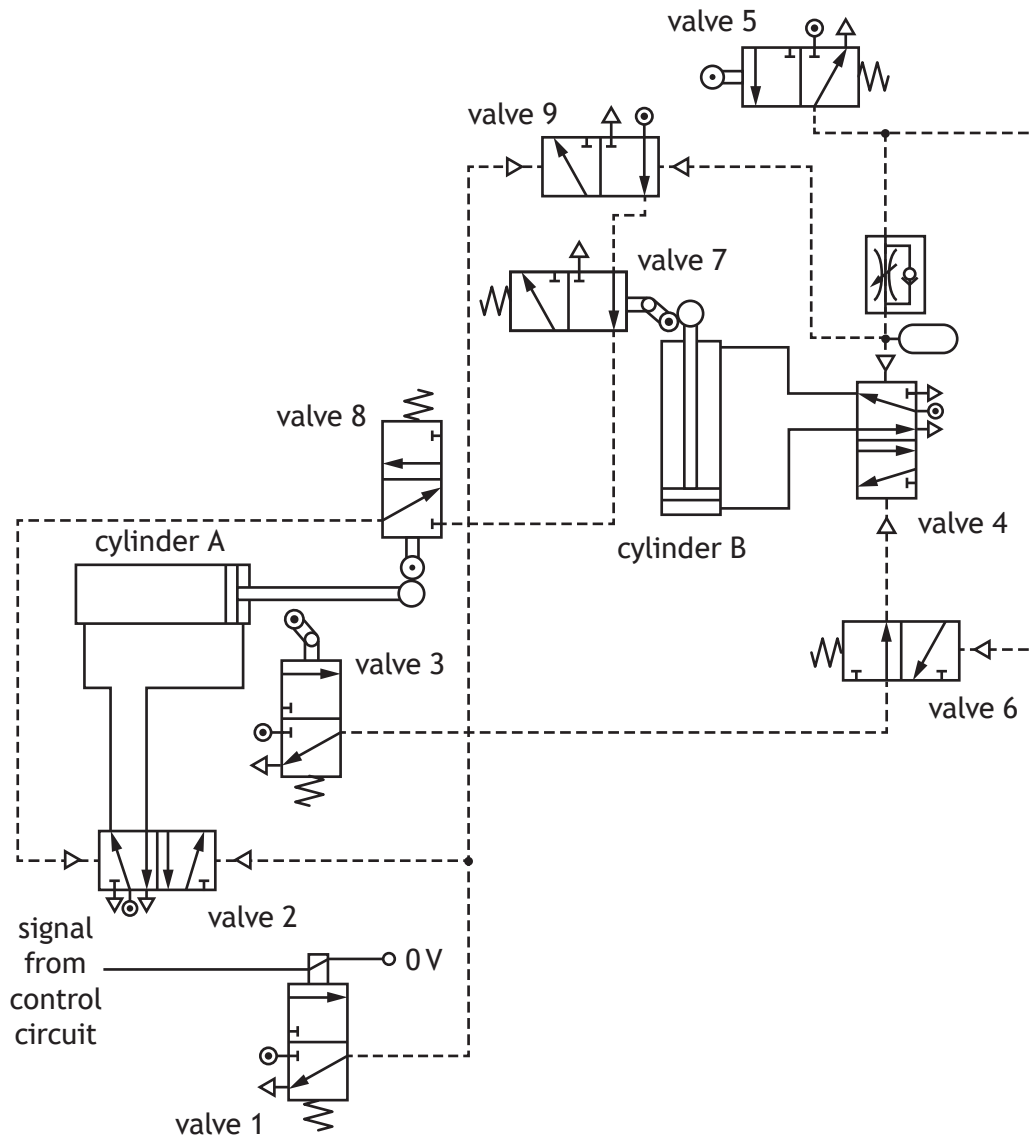 valve 5
valve 9
valve 7
valve 8
cylinder A
cylinder B
valve 4
valve 3
valve 6
valve 2
signal
from
control
circuit
0 V
valve 1